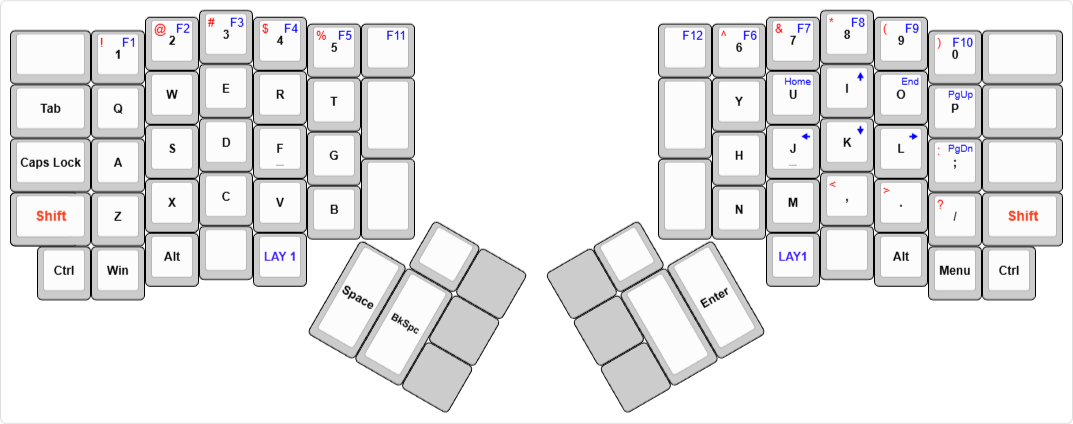 ! F1
1
@ F2
2
# F3
3
$ F4
4
% F5
5
F11
F12
^ F6
6
& F7
7
* F8
8
( F9
9
) F10
0
Tab
Q
W
E
R
T
Y
Home
U
I
End
O
PgUp
P
Caps Lock
A
S
D
F
_
G
H
J
_
K
L
: PgDn
;
Shift
Z
X
C
V
B
N
M
<
,
>
.
?
/
Shift
Ctrl
Win
Alt
LAY 1
Space
BkSpc
Enter
LAY1
Alt
Menu
Ctrl